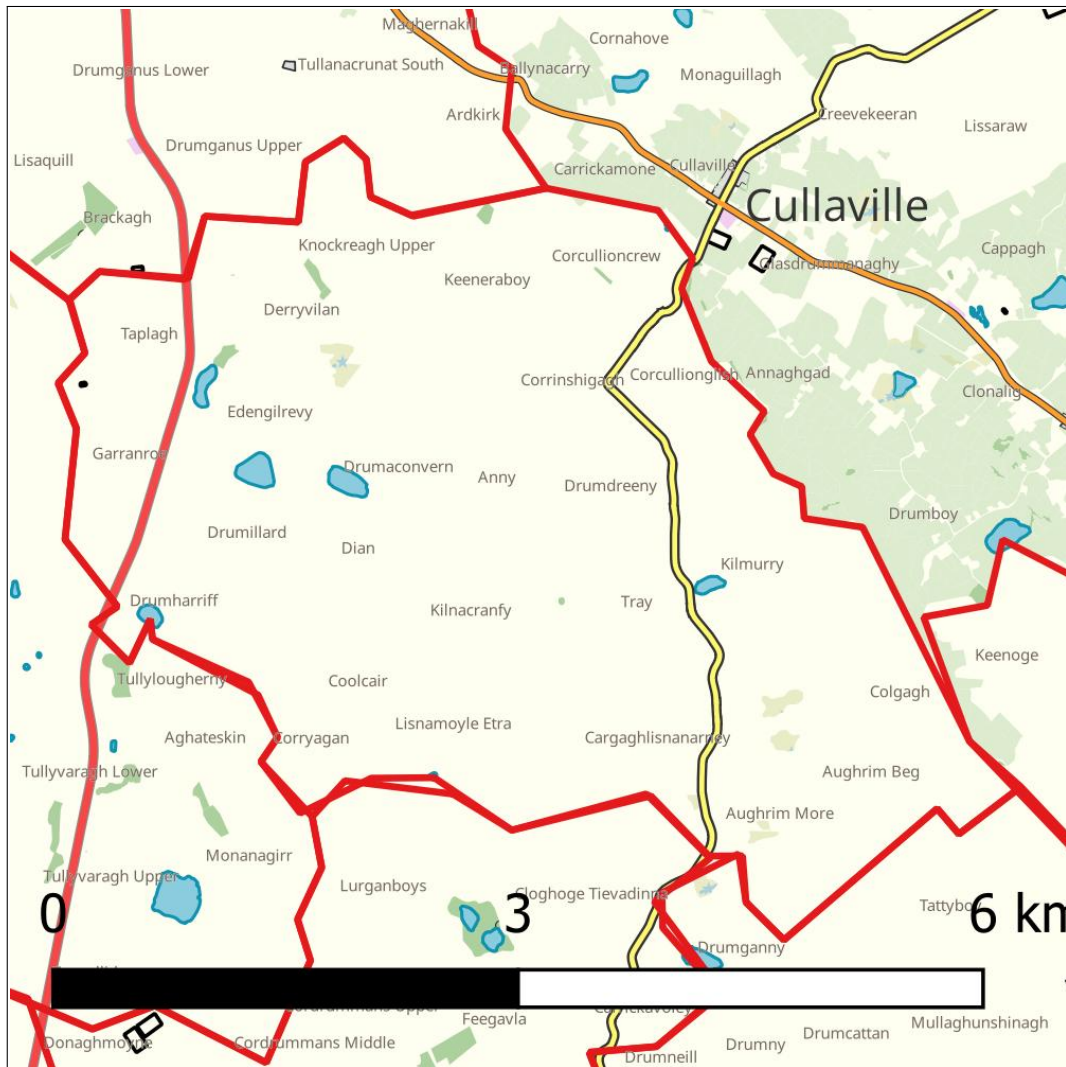 Maghernakill
Cornahove
Drumganus Lower
Tullanacrunat South
Ballynacarry
Monaguillagh
Ardkirk
Creevekeeran
Lissaraw
Lisaquill
Drumganus Upper
Carrickamone
Cullaville
Cullaville
Brackagh
Knockreagh Upper
Corcullioncrew
Glasdrummanaghy
Cappagh
Keeneraboy
Derryvilan
Taplagh
Corrinshigagh
Corcullionglish
Annaghgad
Clonalig
Edengilrevy
Garranroe
Drumaconvern
Anny
Drumdreeny
Drumboy
Drumillard
Dian
Kilmurry
Drumharriff
Kilnacranfy
Tray
Keenoge
Tullylougherny
Coolcair
Colgagh
Lisnamoyle Etra
Aghateskin
Corryagan
Cargaghlisnanarney
Tullyvaragh Lower
Aughrim Beg
Aughrim More
Monanagirr
Tullyvaragh Upper
Lurganboys
Cloghoge Tievadinna
Tattyboy
0
3
6 km
Drumganny
Feegavla
Mullaghunshinagh
Donaghmoyne
Cordrummans Middle
Drumcattan
Drumny
Drumneill